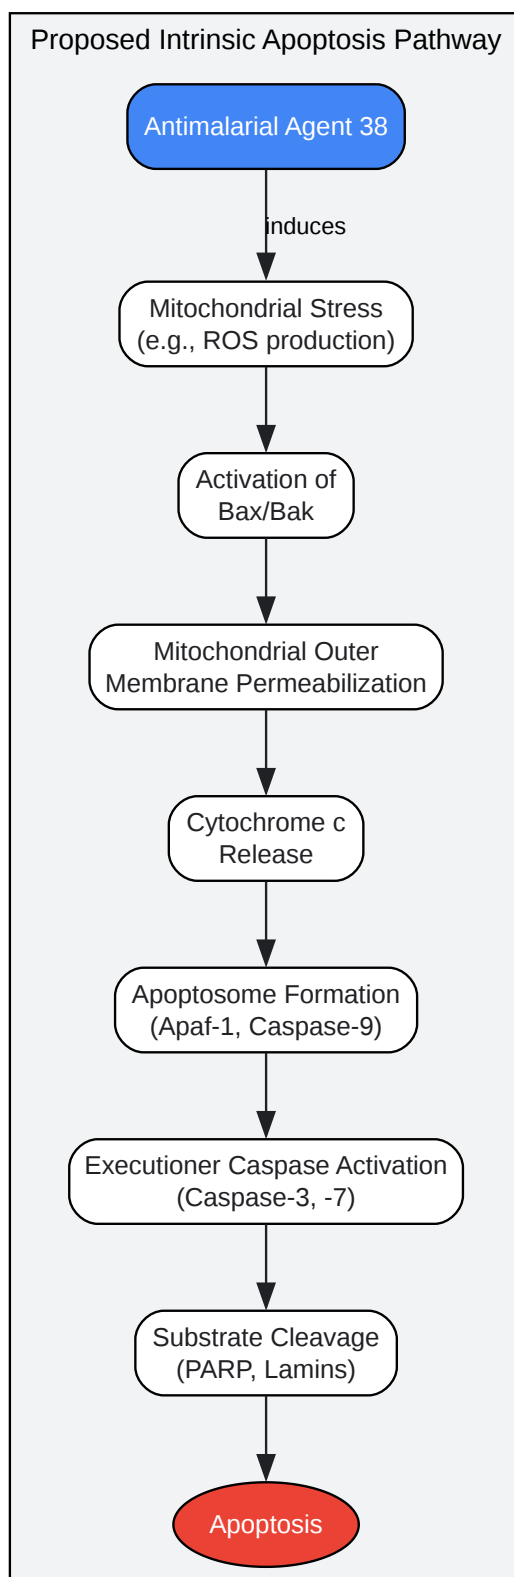 Proposed Intrinsic Apoptosis Pathway
Antimalarial Agent 38
induces
Mitochondrial Stress
(e.g., ROS production)
Activation of
Bax/Bak
Mitochondrial Outer
Membrane Permeabilization
Cytochrome c
Release
Apoptosome Formation
(Apaf-1, Caspase-9)
Executioner Caspase Activation
(Caspase-3, -7)
Substrate Cleavage
(PARP, Lamins)
Apoptosis